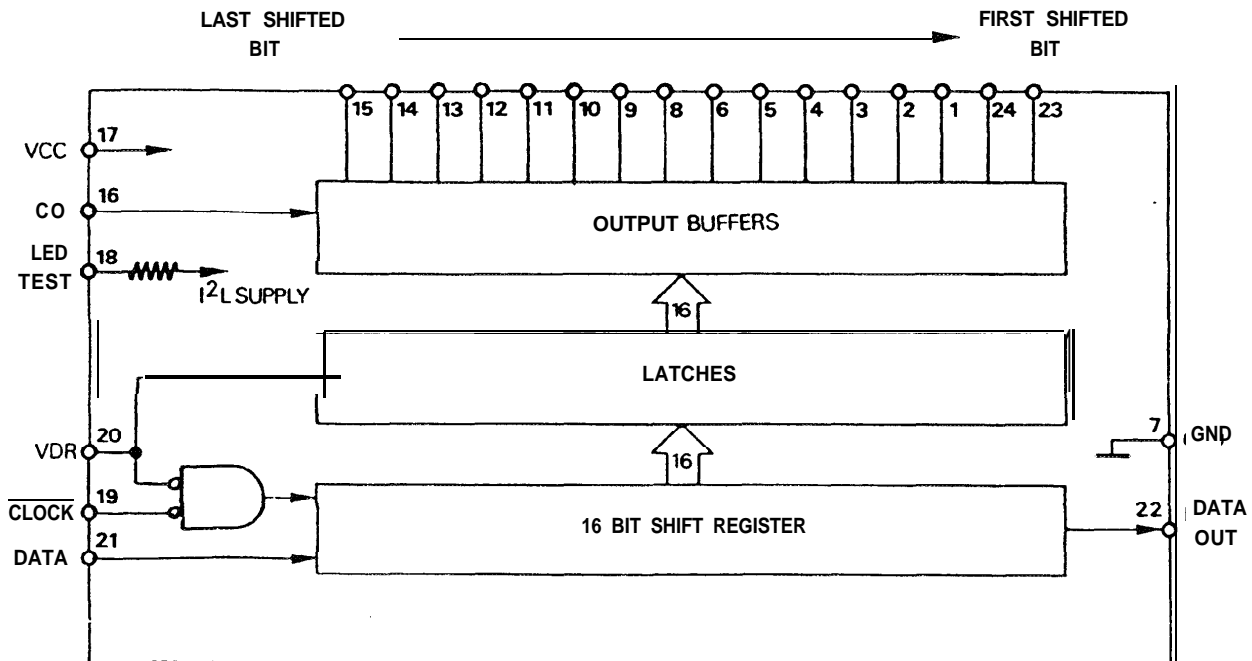 LAST SHIFTED
BIT
FIRST SHIFTED
BIT
15 14 13 12 11 10 9 8 6 5 4 3 2 1 24 23
17
VCC
16
CO
OUTPUT BUFFERS
LED
TEST
18
I²L SUPPLY
16
LATCHES
20
VDR
7
GND
16
19
CLOCK
16 BIT SHIFT REGISTER
22
DATA
OUT
21
DATA